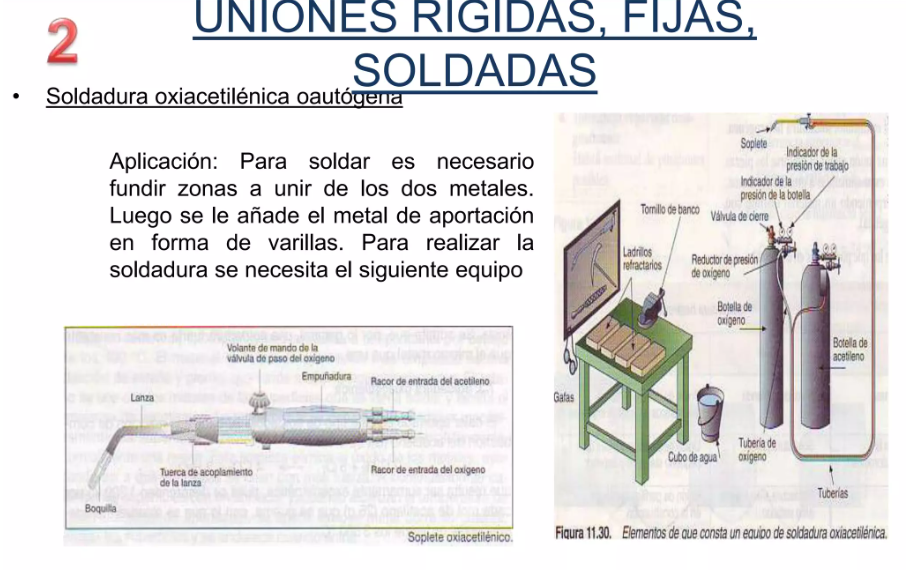 2
UNIONES RÍGIDAS, FIJAS,
SOLDADAS
• Soldadura oxiacetilénica oautógena
Aplicación: Para soldar es necesario
fundir zonas a unir de los dos metales.
Luego se le añade el metal de aportación
en forma de varillas. Para realizar la
soldadura se necesita el siguiente equipo
Volante de mando de la
válvula de paso del oxígeno
Empuñadura
Racor de entrada del acetileno
Lanza
Tuerca de acoplamiento
de la lanza
Racor de entrada del oxigeno
Boquilla
Soplete oxiacetilénico.
Soplete
Indicador de la
presión de trabajo
Indicador de la
presión de la botella
Tornillo de banco
Válvula de cierre
Ladrillos
refractarios
Reductor de presión
de oxígeno
Botella de
oxígeno
Botella de
acetileno
Gafas
Cubo de agua
Tubería de
oxígeno
Tuberías
Figura 11.30. Elementos de que consta un equipo de soldadura oxiacetilénica.